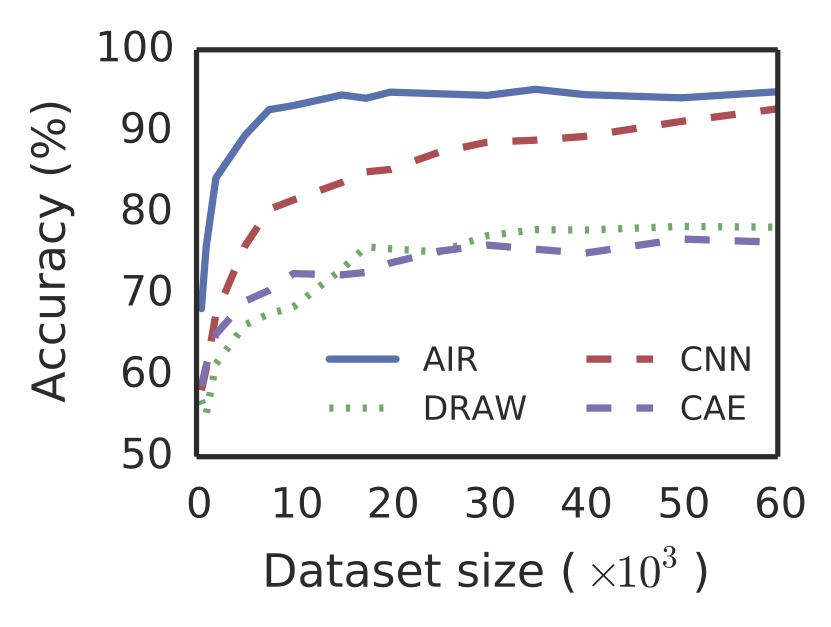 100
90
80
70
60
50
Accuracy (%)
AIR
CNN
DRAW
CAE
0 10 20 30 40 50 60
Dataset size ( ×10³ )